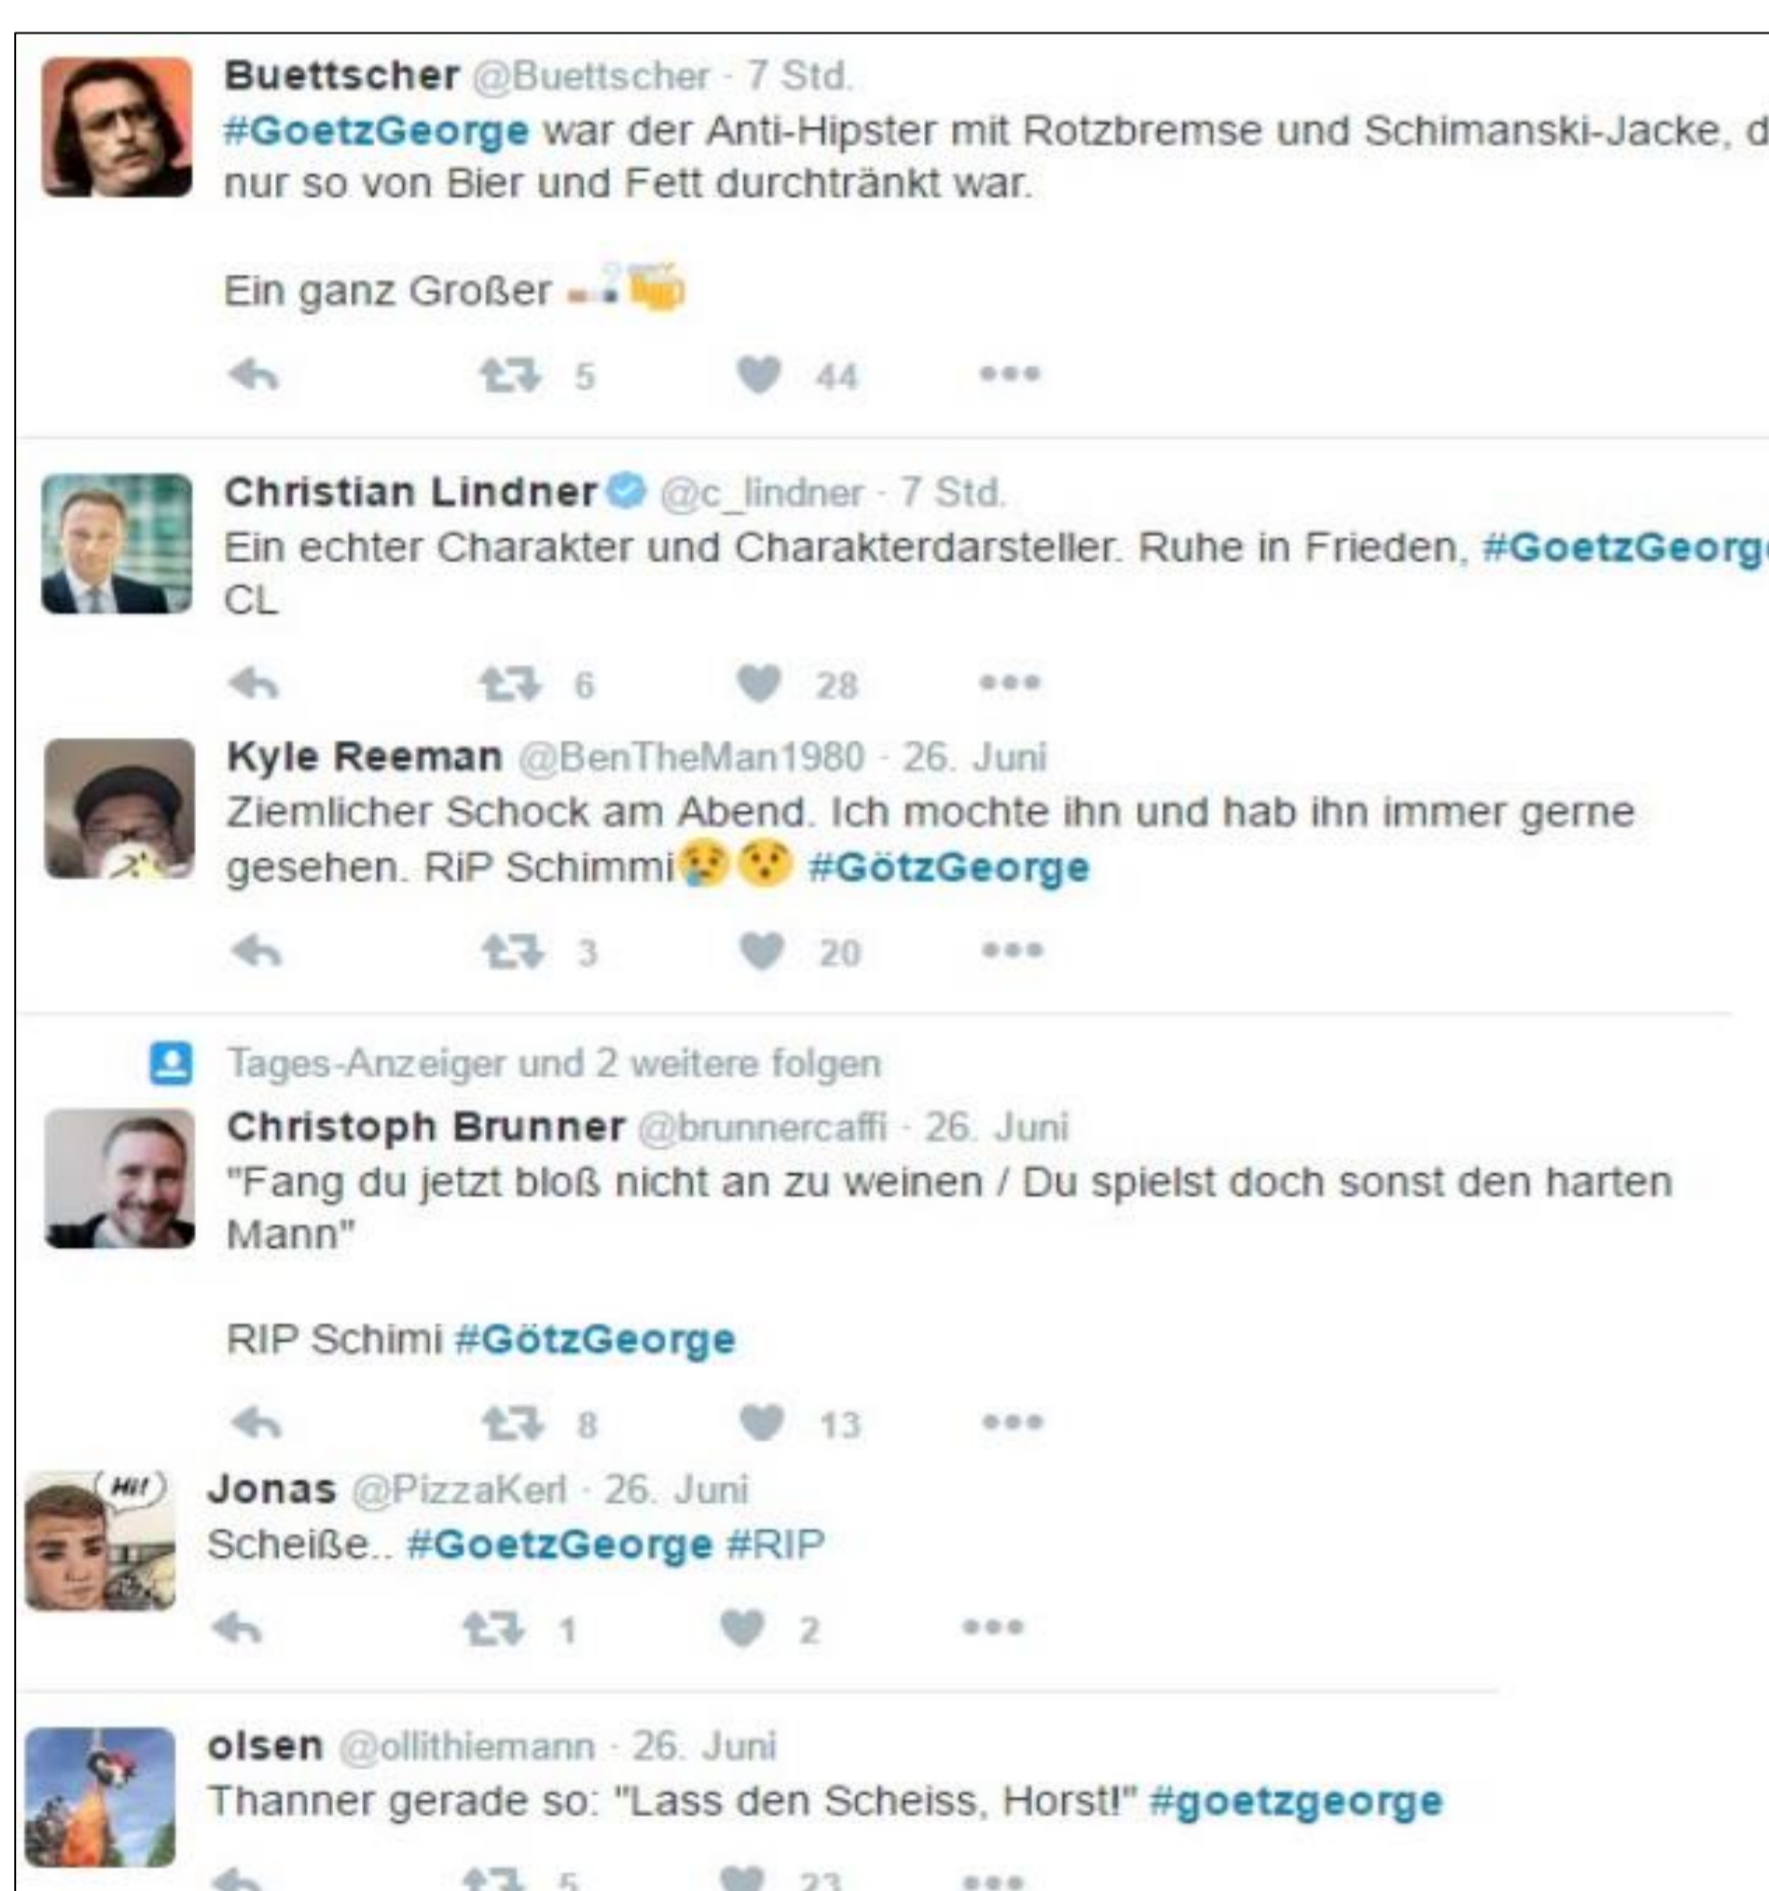 Buettscher @Buettscher · 7 Std.
#GoetzGeorge war der Anti-Hipster mit Rotzbremse und Schimanski-Jacke, d
nur so von Bier und Fett durchtränkt war.
Ein ganz Großer
5 44
Christian Lindner @c_lindner · 7 Std.
Ein echter Charakter und Charakterdarsteller. Ruhe in Frieden, #GoetzGeorge
CL
6 28
Kyle Reeman @BenTheMan1980 · 26. Juni
Ziemlicher Schock am Abend. Ich mochte ihn und hab ihn immer gerne
gesehen. RiP Schimmi😢😯 #GötzGeorge
3 20
Tages-Anzeiger und 2 weitere folgen
Christoph Brunner @brunnercaffi · 26. Juni
"Fang du jetzt bloß nicht an zu weinen / Du spielst doch sonst den harten
Mann"
RIP Schimi #GötzGeorge
8 13
Hi!
Jonas @PizzaKerl · 26. Juni
Scheiße.. #GoetzGeorge #RIP
1 2
olsen @ollithiemann · 26. Juni
Thanner gerade so: "Lass den Scheiss, Horst!" #goetzgeorge
5 23